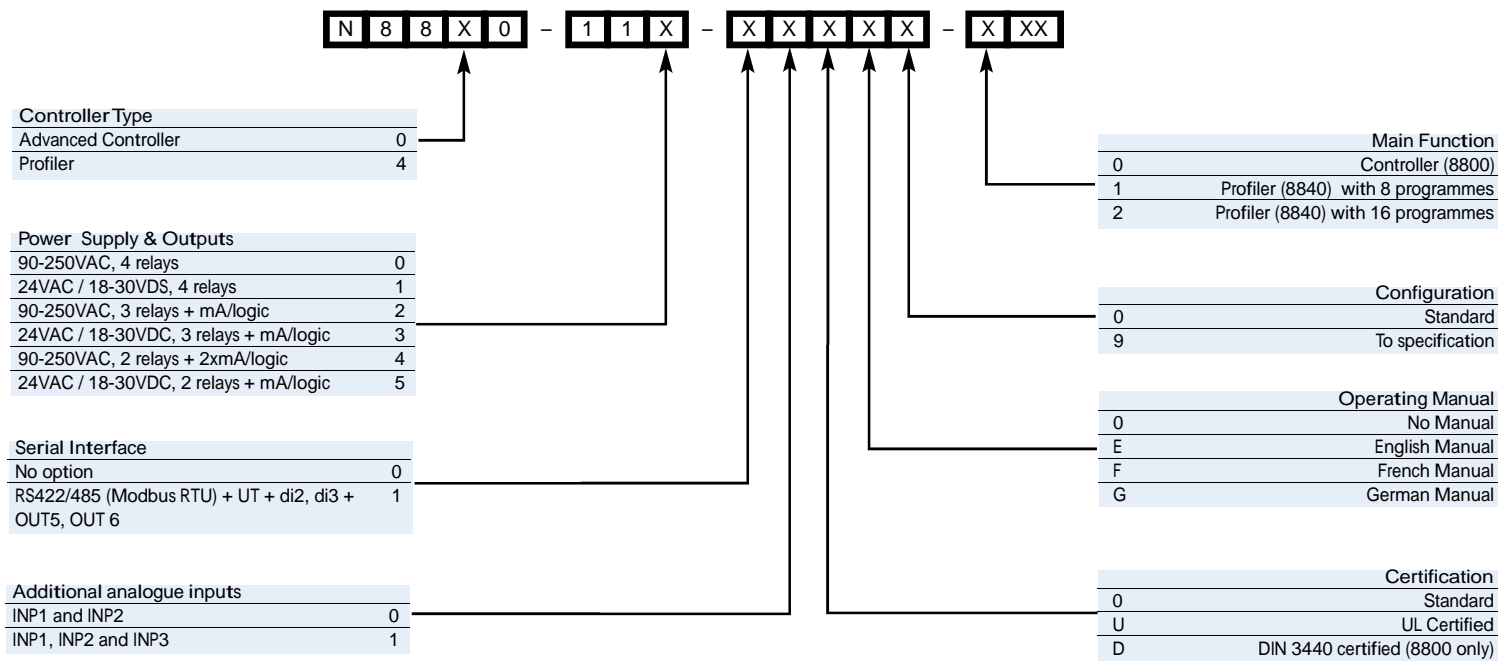 N 8 8 X 0 – 1 1 X – X X X X X – X XX
Controller Type
Advanced Controller 0
Profiler 4
Power Supply & Outputs
90-250VAC, 4 relays 0
24VAC / 18-30VDS, 4 relays 1
90-250VAC, 3 relays + mA/logic 2
24VAC / 18-30VDC, 3 relays + mA/logic 3
90-250VAC, 2 relays + 2xmA/logic 4
24VAC / 18-30VDC, 2 relays + mA/logic 5
Serial Interface
No option 0
RS422/485 (Modbus RTU) + UT + di2, di3 + 1
OUT5, OUT 6
Additional analogue inputs
INP1 and INP2 0
INP1, INP2 and INP3 1
Main Function
0 Controller (8800)
1 Profiler (8840) with 8 programmes
2 Profiler (8840) with 16 programmes
Configuration
0 Standard
9 To specification
Operating Manual
0 No Manual
E English Manual
F French Manual
G German Manual
Certification
0 Standard
U UL Certified
D DIN 3440 certified (8800 only)